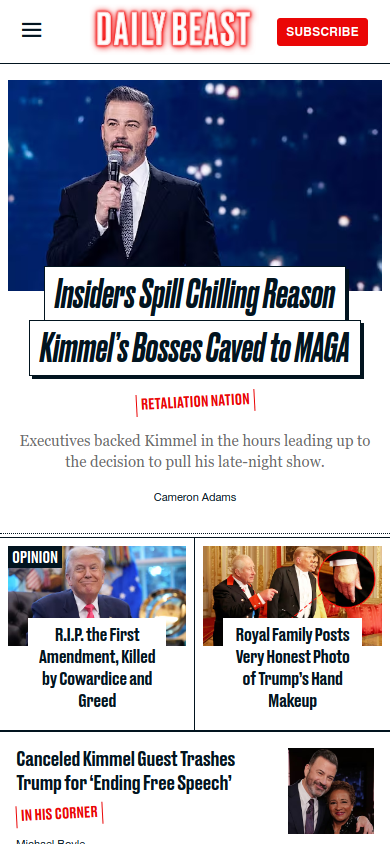 DAILY BEAST
SUBSCRIBE
Insiders Spill Chilling Reason
Kimmel's Bosses Caved to MAGA
RETALIATION NATION
Executives backed Kimmel in the hours leading up to
the decision to pull his late-night show.
Cameron Adams
OPINION
R.I.P. the First
Amendment, Killed
by Cowardice and
Greed
Royal Family Posts
Very Honest Photo
of Trump's Hand
Makeup
Canceled Kimmel Guest Trashes
Trump for ‘Ending Free Speech’
IN HIS CORNER
Michael Boyle